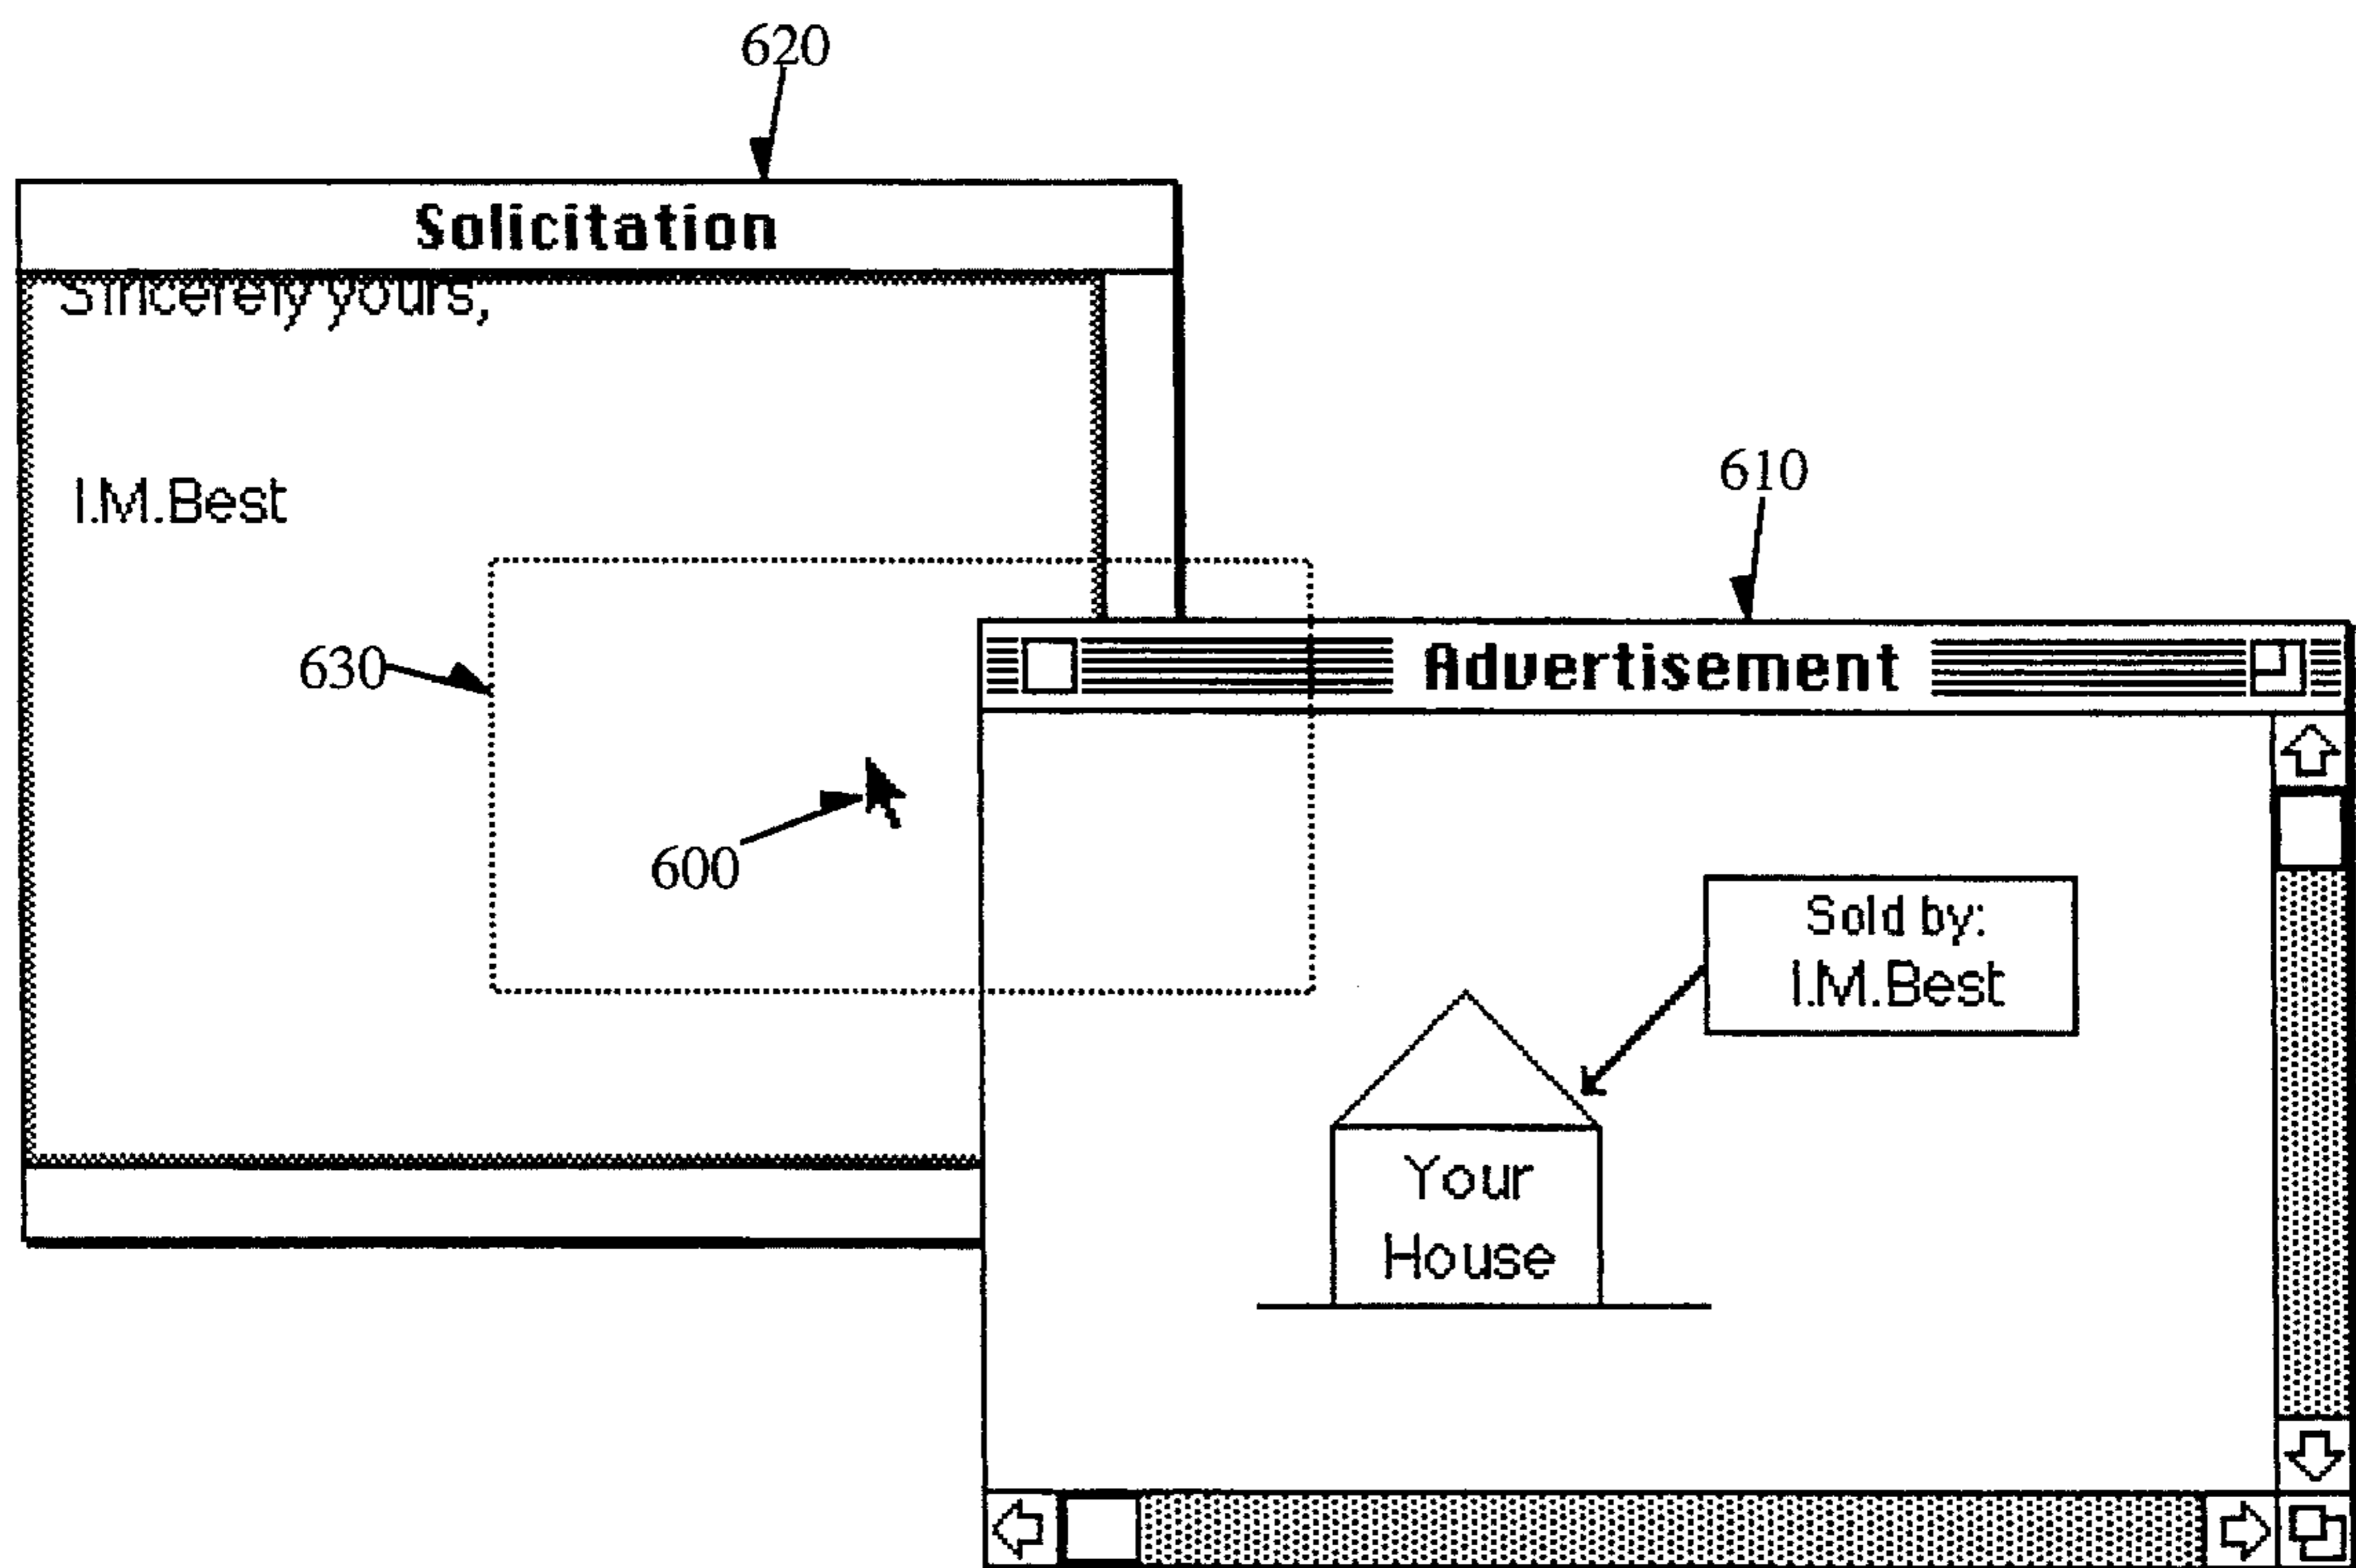 620
Solicitation
Sincerely yours,
I.M.Best
610
630
Advertisement
600
Sold by:
I.M.Best
Your
House